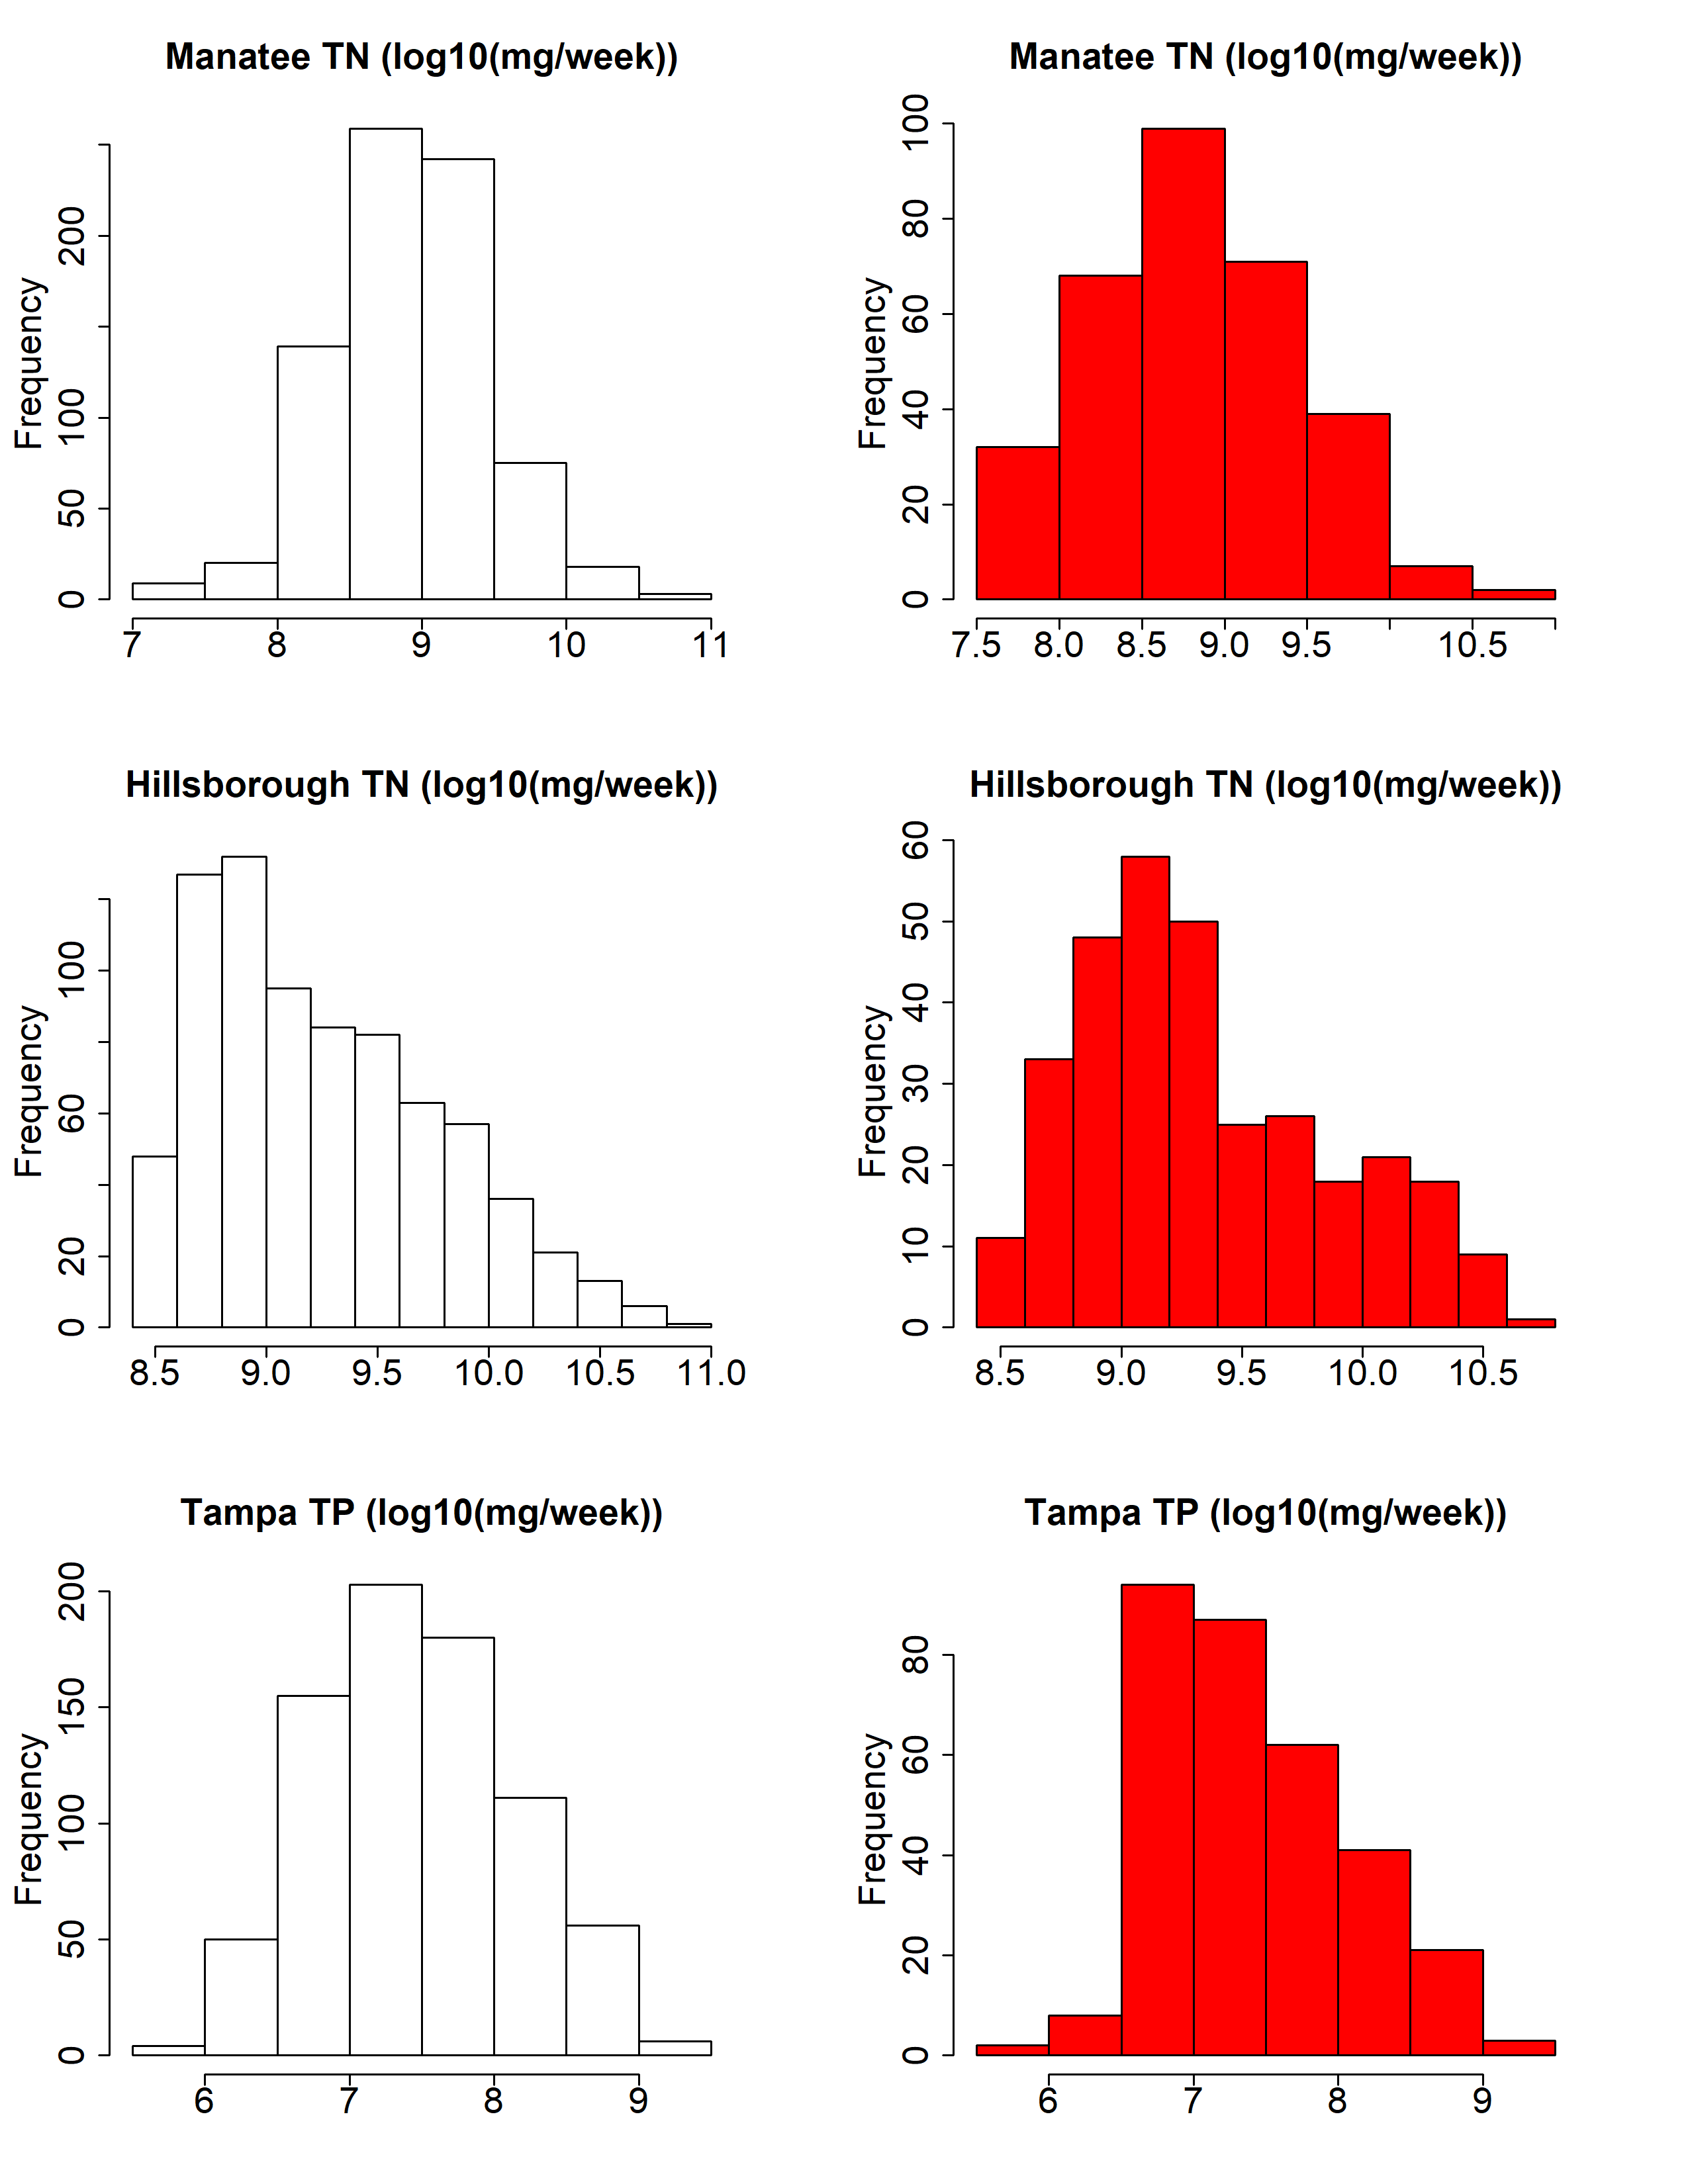 Manatee TN (log10(mg/week))
Frequency
0 50 100 200
7 8 9 10 11
Manatee TN (log10(mg/week))
Frequency
0 20 40 60 80 100
7.5 8.0 8.5 9.0 9.5 10.5
Hillsborough TN (log10(mg/week))
Frequency
0 20 60 100
8.5 9.0 9.5 10.0 10.5 11.0
Hillsborough TN (log10(mg/week))
Frequency
0 10 20 30 40 50 60
8.5 9.0 9.5 10.0 10.5
Tampa TP (log10(mg/week))
Frequency
0 50 100 150 200
6 7 8 9
Tampa TP (log10(mg/week))
Frequency
0 20 40 60 80
6 7 8 9